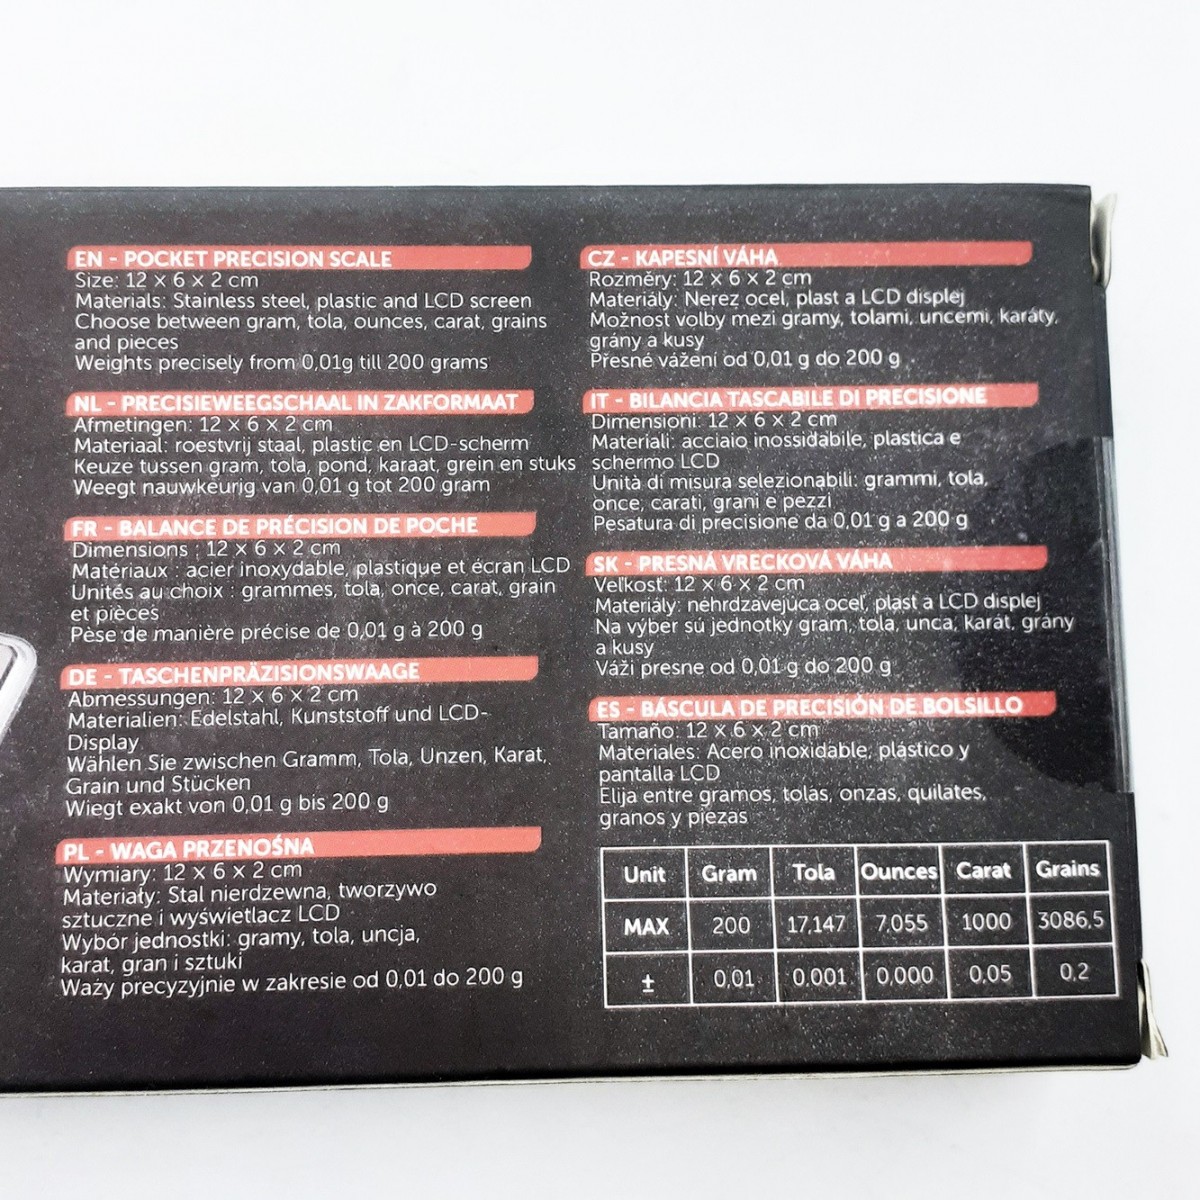 EN - POCKET PRECISION SCALE
Size: 12 x 6 x 2 cm
Materials: Stainless steel, plastic and LCD screen
Choose between gram, tola, ounces, carat, grains
and pieces
Weights precisely from 0,01g till 200 grams
NL - PRECISIEWEEGSCHAAL IN ZAKFORMAAT
Afmetingen: 12 x 6 x 2 cm
Materiaal: roestvrij staal, plastic en LCD-scherm
Keuze tussen gram, tola, pond, karaat, grein en stuks
Weegt nauwkeurig van 0,01 g tot 200 gram
FR - BALANCE DE PRÉCISION DE POCHE
Dimensions : 12 x 6 x 2 cm
Matériaux : acier inoxydable, plastique et écran LCD
Unités au choix : grammes, tola, once, carat, grain
et pièces
Pèse de manière précise de 0,01 g à 200 g
DE - TASCHENPRÄZISIONSWAAGE
Abmessungen: 12 x 6 x 2 cm
Materialien: Edelstahl, Kunststoff und LCD-
Display
Wählen Sie zwischen Gramm, Tola, Unzen, Karat,
Grain und Stücken
Wiegt exakt von 0,01 g bis 200 g
PL - WAGA PRZENOŚNA
Wymiary: 12 x 6 x 2 cm
Materiały: Stal nierdzewna, tworzywo
sztuczne i wyświetlacz LCD
Wybór jednostki: gramy, tola, uncja,
karat, gran i sztuki
Waży precyzyjnie w zakresie od 0,01 do 200 g
CZ - KAPESNÍ VÁHA
Rozměry: 12 x 6 x 2 cm
Materiály: Nerez ocel, plast a LCD displej
Možnost volby mezi gramy, tolami, uncemi, karáty,
grány a kusy
Přesné vážení od 0,01 g do 200 g .
IT - BILANCIA TASCABILE DI PRECISIONE
Dimensioni: 12 x 6 x 2 cm
Materiali: acciaio inossidabile, plastica e
schermo LCD
Unità di misura selezionabili: grammi, tola,
once, carati, grani e pezzi
Pesatura di precisione da 0,01 g a 200 g
SK - PRESNÁ VRECKOVÁ VÁHA
Veľkosť: 12 x 6 x 2 cm
Materiály: nehrdzavejúca oceľ, plast a LCD displej
Na výber sú jednotky gram, tola, unca, karát, grány
a kusy
Váži presne od 0,01 g do 200 g
ES - BÁSCULA DE PRECISIÓN DE BOLSILLO
Tamaño: 12 x 6 x 2 cm
Materiales: Acero inoxidable, plástico y
pantalla LCD
Elija entre gramos, tolas, onzas, quilates,
granos y piezas
Unit Gram Tola Ounces Carat Grains
MAX 200 17,147 7,055 1000 3086,5
± 0,01 0,001 0,000 0,05 0,2